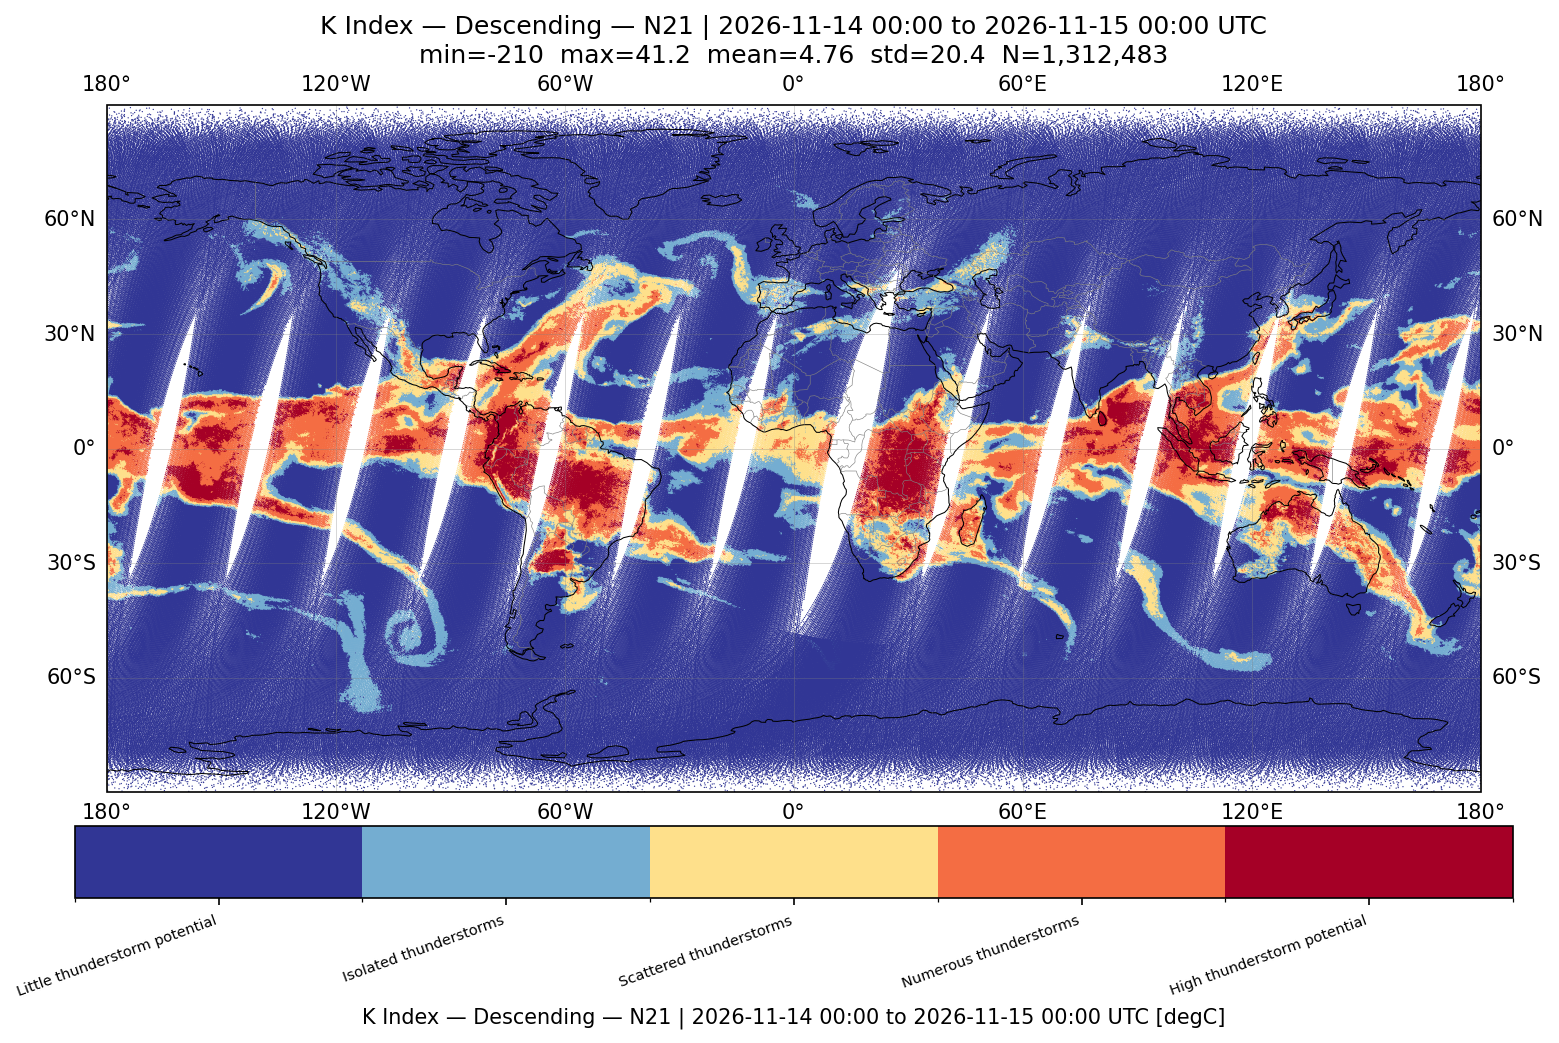 K Index — Descending — N21 | 2026-11-14 00:00 to 2026-11-15 00:00 UTC
min=-210 max=41.2 mean=4.76 std=20.4 N=1,312,483
180° 120°W 60°W 0° 60°E 120°E 180°
60°N 60°N
30°N 30°N
0° 0°
30°S 30°S
60°S 60°S
180° 120°W 60°W 0° 60°E 120°E 180°
Little thunderstorm potential
Isolated thunderstorms
Scattered thunderstorms
Numerous thunderstorms
High thunderstorm potential
K Index — Descending — N21 | 2026-11-14 00:00 to 2026-11-15 00:00 UTC [degC]